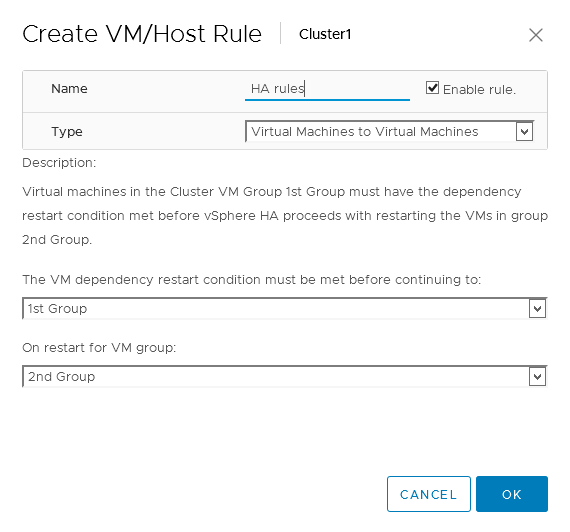 Create VM/Host Rule Cluster1
Name HA rules Enable rule.
Type Virtual Machines to Virtual Machines
Description:
Virtual machines in the Cluster VM Group 1st Group must have the dependency
restart condition met before vSphere HA proceeds with restarting the VMs in group
2nd Group.
The VM dependency restart condition must be met before continuing to:
1st Group
On restart for VM group:
2nd Group
CANCEL OK